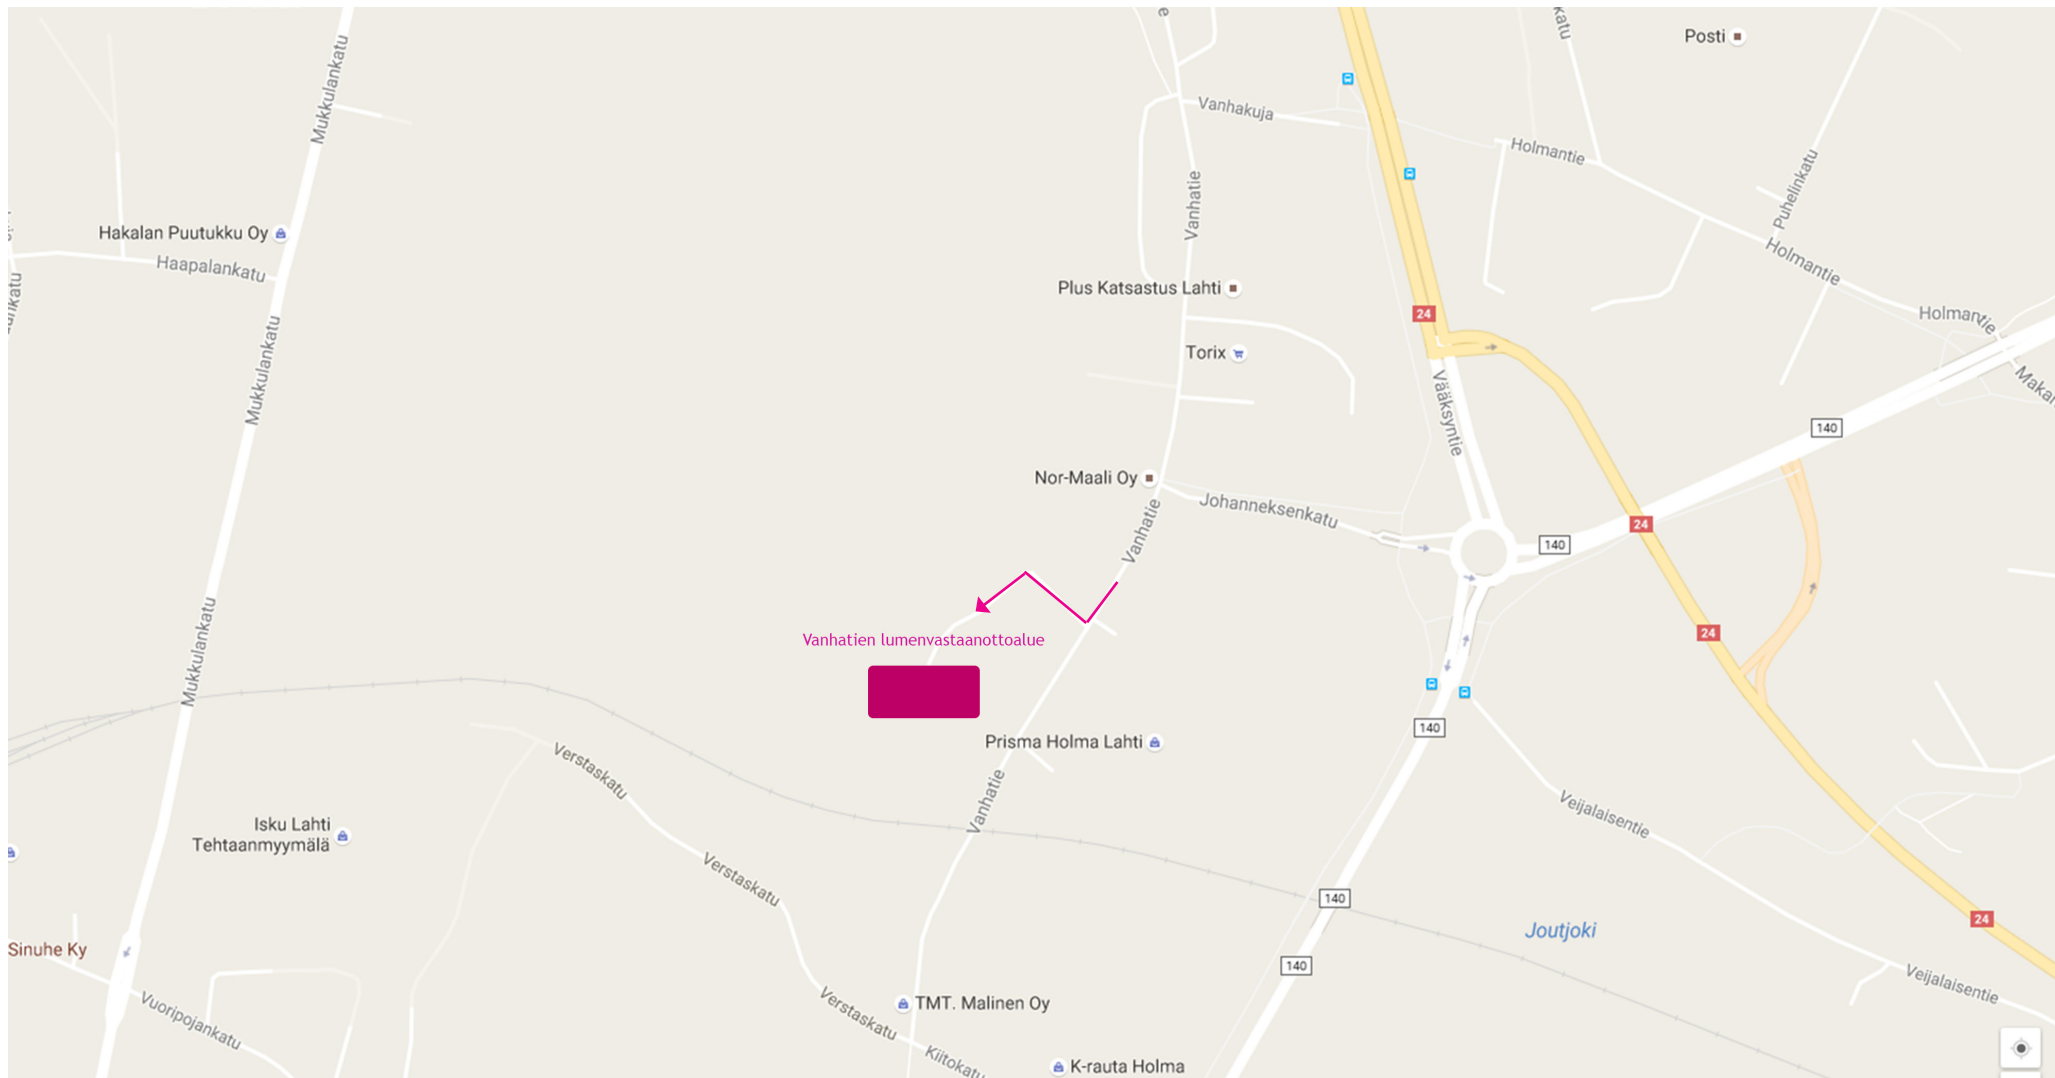 Posti
Mukkulankatu
Vanhakuja
Holmantie
Puhelinkatu
Vanhatie
Hakalan Puutukku Oy
Haapalankatu
Holmantie
Plus Katsastus Lahti
24
Holmantie
Mukkulankatu
Torix
Vääksyntie
140
Nor-Maali Oy
Johanneksenkatu
Vanhatie
24
140
Mukkulankatu
24
Vanhatien lumenvastaanottoalue
140
Prisma Holma Lahti
Verstaskatu
Vanhatie
Veijalaisentie
Isku Lahti
Tehtaanmyymälä
Verstaskatu
140
24
Joutjoki
Sinuhe Ky
140
Veijalaisentie
Vuoripojankatu
Verstaskatu
TMT. Malinen Oy
Kiitokatu
K-rauta Holma